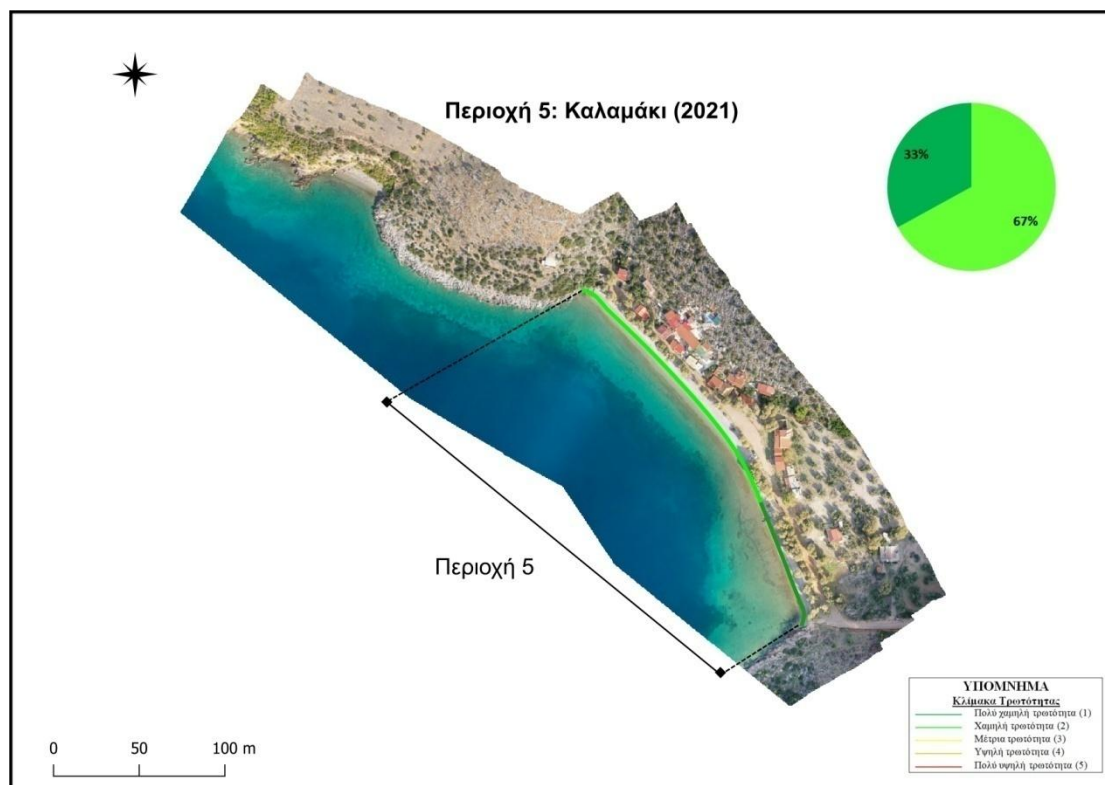 Περιοχή 5: Καλαμάκι (2021)
33%
67%
Περιοχή 5
ΥΠΟΜΝΗΜΑ
Κλίμακα Τρωτότητας
Πολύ χαμηλή τρωτότητα (1)
Χαμηλή τρωτότητα (2)
Μέτρια τρωτότητα (3)
Υψηλή τρωτότητα (4)
Πολύ υψηλή τρωτότητα (5)
0 50 100 m